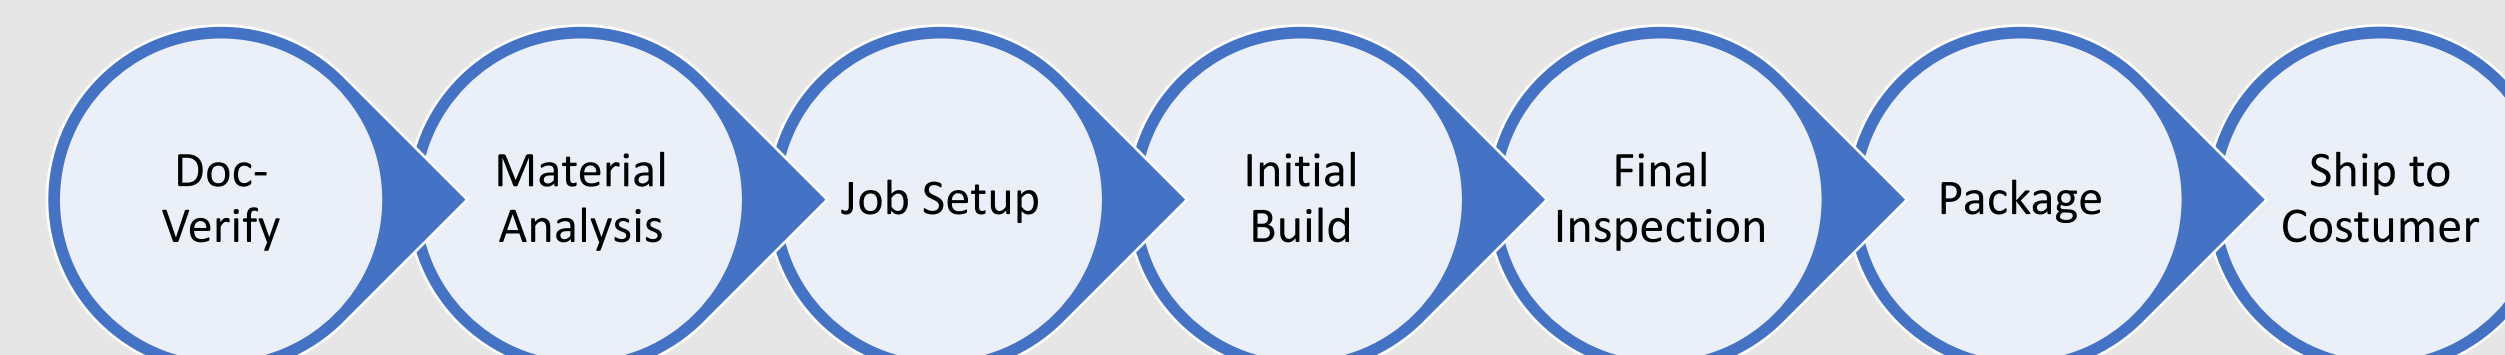 Doc-
Verify
Material
Analysis
Job Setup
Initial
Build
Final
Inspection
Package
Ship to
Costumer